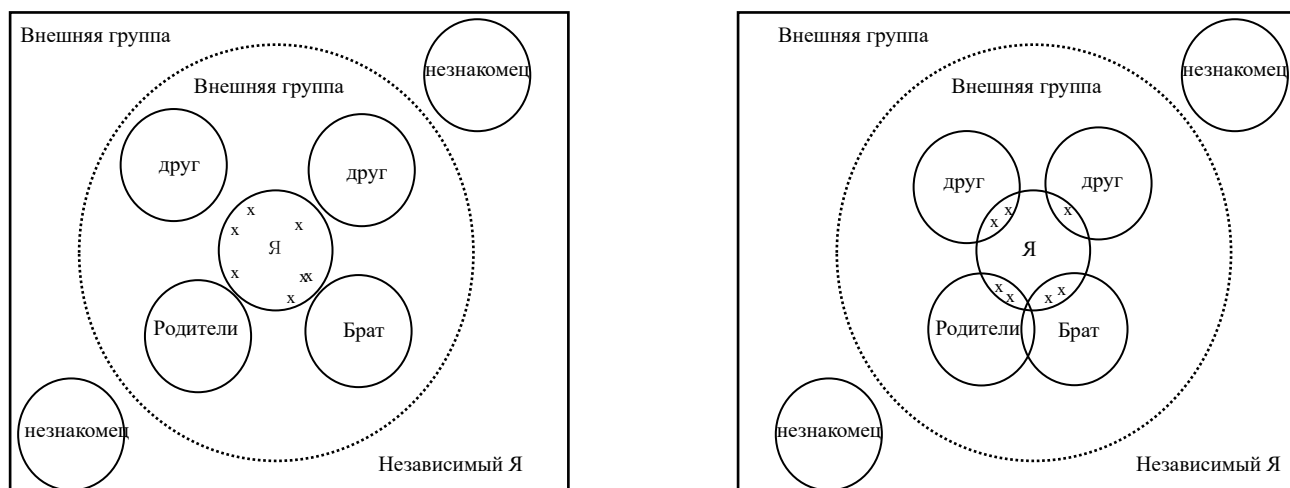 Внешняя группа
незнакомец
Внешняя группа
друг
друг
x
x
x
Я
x
x x
x
Родители
Брат
незнакомец
Независимый Я
Внешняя группа
незнакомец
Внешняя группа
друг
друг
x
x
x
Я
x
x
x
x
Родители
Брат
незнакомец
Независимый Я